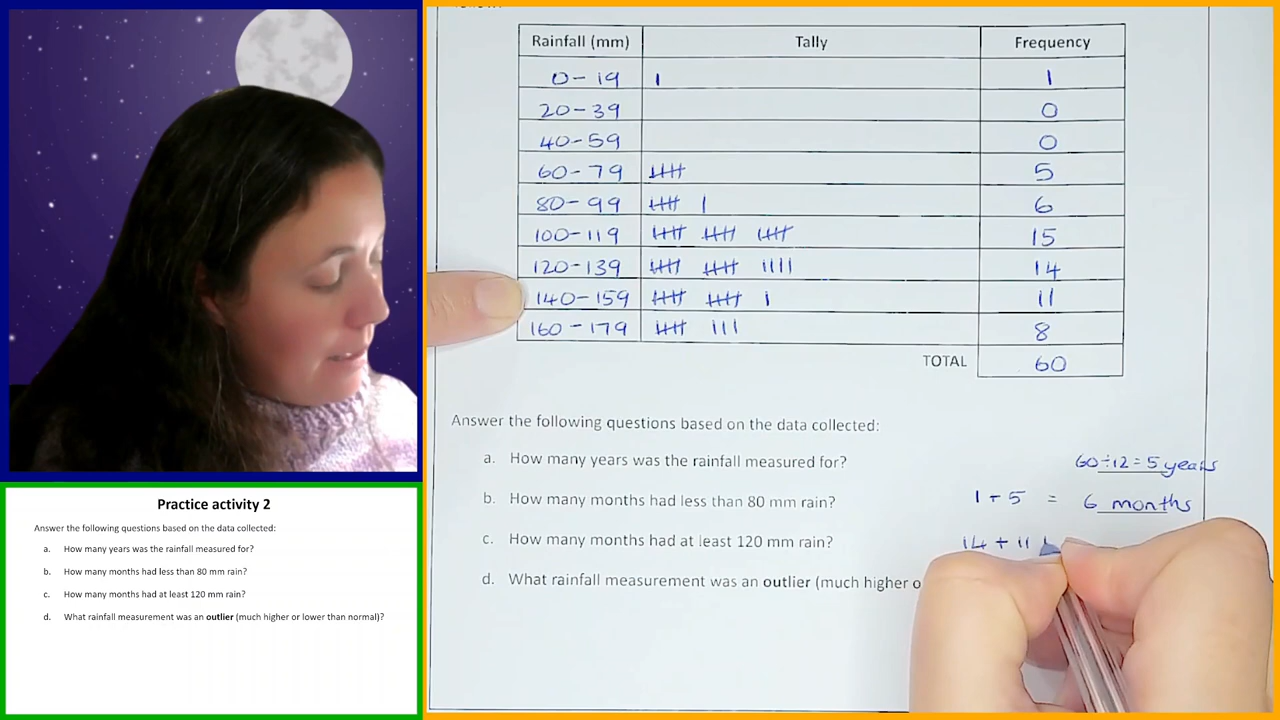 Rainfall (mm) Tally Frequency
0-19 1
20-39 0
40-59 0
60-79 5
80-99 6
100-119 15
120-139 14
140-159 11
160-179 8
TOTAL 60
Answer the following questions based on the data collected:
a. How many years was the rainfall measured for? 60÷12=5 years
b. How many months had less than 80 mm rain? 1+5 = 6 months
c. How many months had at least 120 mm rain? 14+11
d. What rainfall measurement was an outlier (much higher o
Practice activity 2
Answer the following questions based on the data collected:
a. How many years was the rainfall measured for?
b. How many months had less than 80 mm rain?
c. How many months had at least 120 mm rain?
d. What rainfall measurement was an outlier (much higher or lower than normal)?